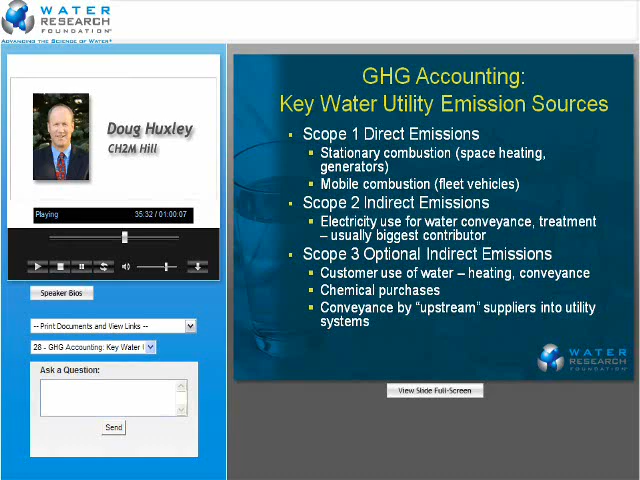 WATER
RESEARCH
FOUNDATION
ADVANCING THE SCIENCE OF WATER
Doug Huxley
CH2M Hill
Playing
35:32 / 01:00:07
Speaker Bios
-- Print Documents and View Links --
28 - GHG Accounting: Key Water
Ask a Question:
Send
GHG Accounting:
Key Water Utility Emission Sources
Scope 1 Direct Emissions
Stationary combustion (space heating,
generators)
Mobile combustion (fleet vehicles)
Scope 2 Indirect Emissions
Electricity use for water conveyance, treatment
– usually biggest contributor
Scope 3 Optional Indirect Emissions
Customer use of water – heating, conveyance
Chemical purchases
Conveyance by “upstream” suppliers into utility
systems
WATER
RESEARCH
FOUNDATION
View Slide Full-Screen